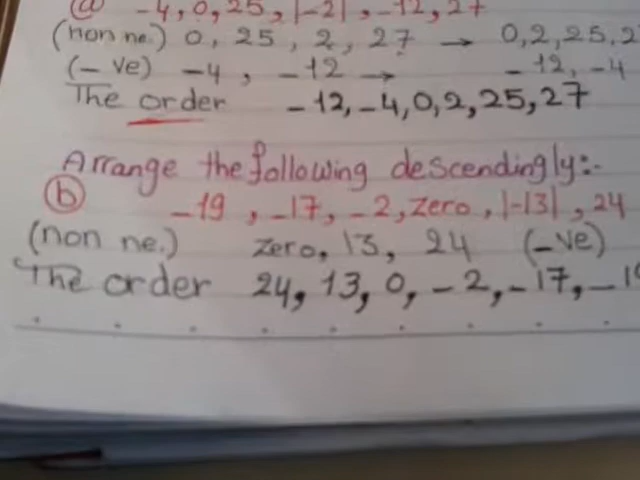 (a) -4, 0, 25, |-2|, -12, 27
(non ne.) 0, 25, 2, 27 → 0, 2, 25, 2
(-ve) -4, -12 → -12, -4
The order -12, -4, 0, 2, 25, 27
Arrange the following descendingly:-
(b) -19, -17, -2, zero, |-13|, 24
(non ne.) zero, 13, 24 (-ve)
The order 24, 13, 0, -2, -17, -19